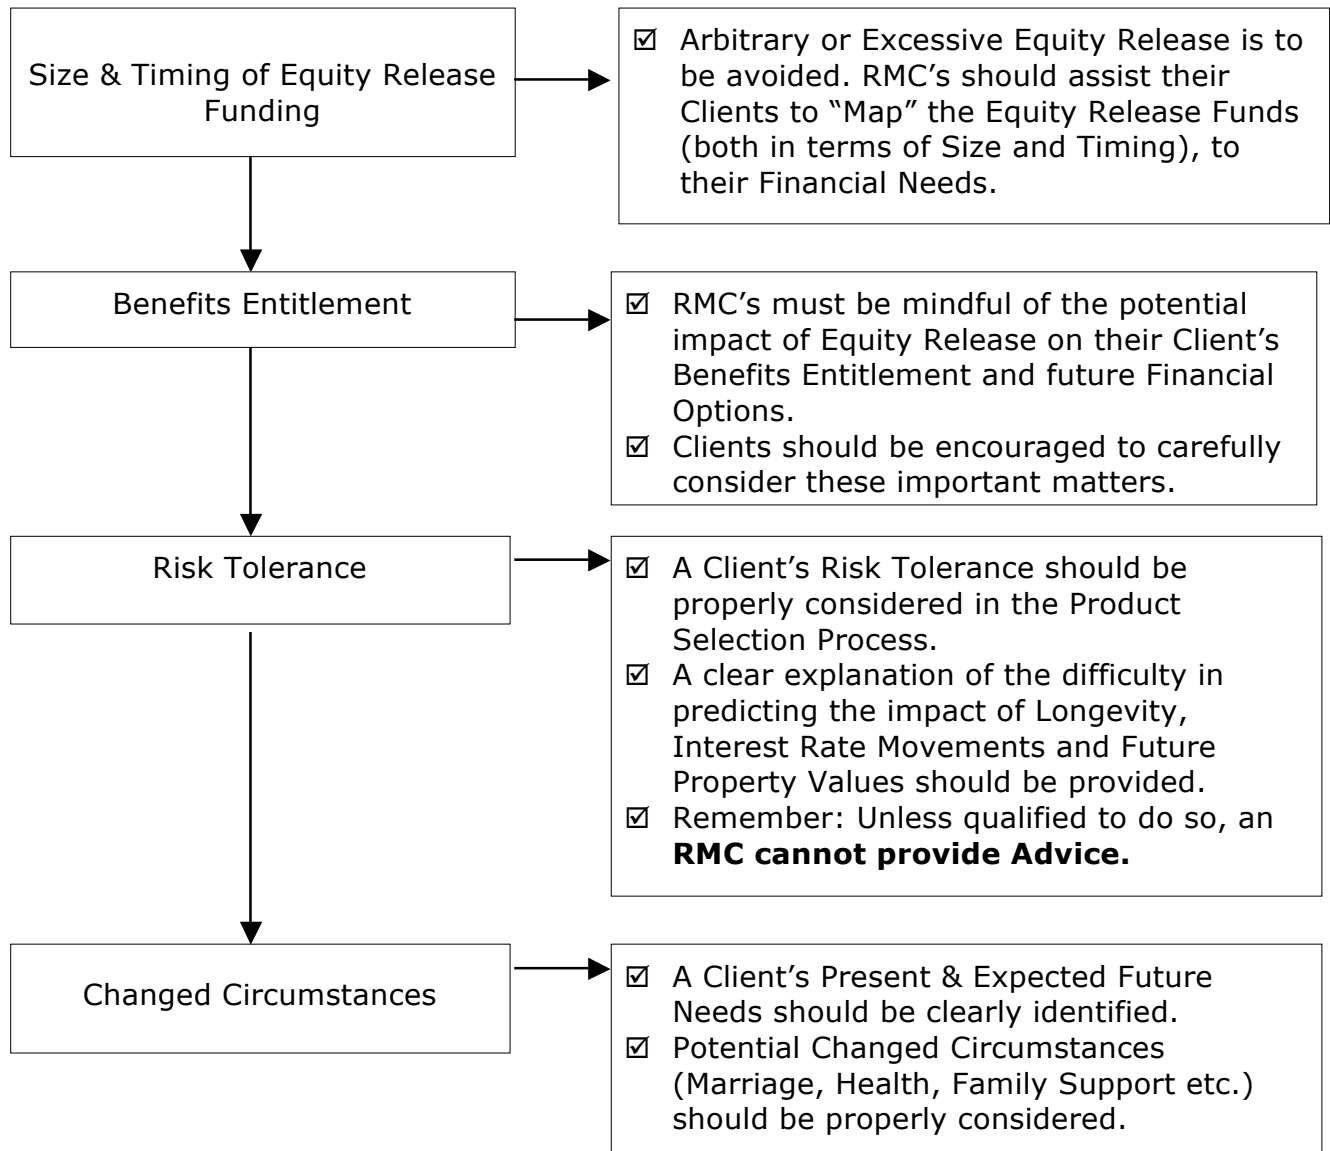 Size & Timing of Equity Release
Funding
☑ Arbitrary or Excessive Equity Release is to
be avoided. RMC’s should assist their
Clients to “Map” the Equity Release Funds
(both in terms of Size and Timing), to
their Financial Needs.
Benefits Entitlement
☑ RMC’s must be mindful of the potential
impact of Equity Release on their Client’s
Benefits Entitlement and future Financial
Options.
☑ Clients should be encouraged to carefully
consider these important matters.
Risk Tolerance
☑ A Client’s Risk Tolerance should be
properly considered in the Product
Selection Process.
☑ A clear explanation of the difficulty in
predicting the impact of Longevity,
Interest Rate Movements and Future
Property Values should be provided.
☑ Remember: Unless qualified to do so, an
RMC cannot provide Advice.
Changed Circumstances
☑ A Client’s Present & Expected Future
Needs should be clearly identified.
☑ Potential Changed Circumstances
(Marriage, Health, Family Support etc.)
should be properly considered.